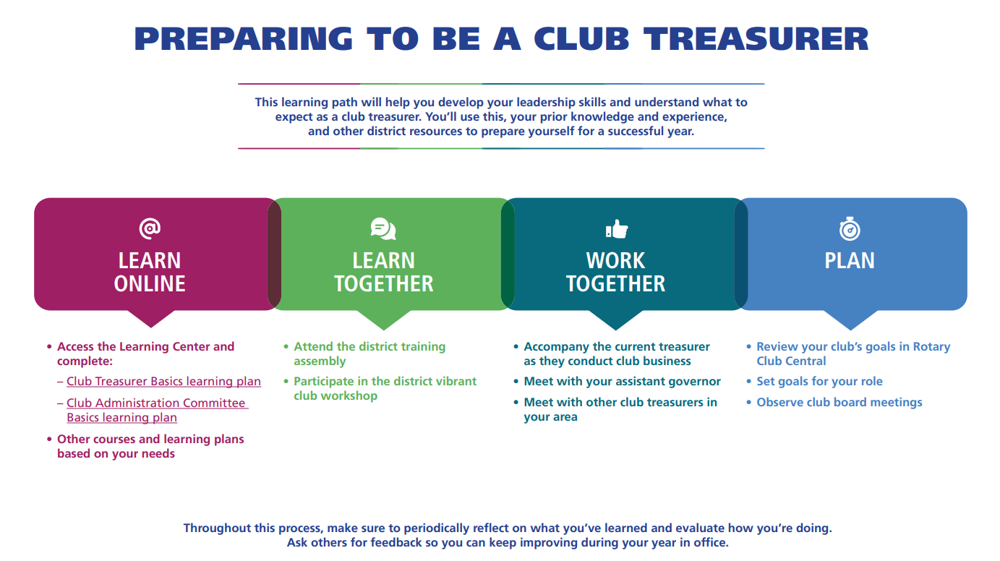 PREPARING TO BE A CLUB TREASURER
This learning path will help you develop your leadership skills and understand what to
expect as a club treasurer. You’ll use this, your prior knowledge and experience,
and other district resources to prepare yourself for a successful year.
LEARN
ONLINE
• Access the Learning Center and
complete:
– Club Treasurer Basics learning plan
– Club Administration Committee
Basics learning plan
• Other courses and learning plans
based on your needs
LEARN
TOGETHER
• Attend the district training
assembly
• Participate in the district vibrant
club workshop
WORK
TOGETHER
• Accompany the current treasurer
as they conduct club business
• Meet with your assistant governor
• Meet with other club treasurers in
your area
PLAN
• Review your club’s goals in Rotary
Club Central
• Set goals for your role
• Observe club board meetings
Throughout this process, make sure to periodically reflect on what you’ve learned and evaluate how you’re doing.
Ask others for feedback so you can keep improving during your year in office.